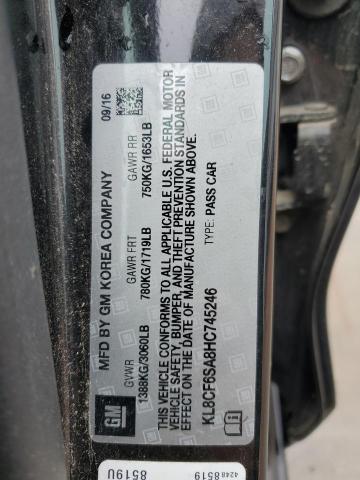 MFD BY GM KOREA COMPANY
09/16
GM
GVWR
1388KG/3060LB
GAWR FRT
780KG/1719LB
GAWR RR
750KG/1653LB
THIS VEHICLE CONFORMS TO ALL APPLICABLE U.S. FEDERAL MOTOR
VEHICLE SAFETY, BUMPER, AND THEFT PREVENTION STANDARDS IN
EFFECT ON THE DATE OF MANUFACTURE SHOWN ABOVE.
TYPE: PASS CAR
KL8CF6SA8HC745246
8519U
4248 8519